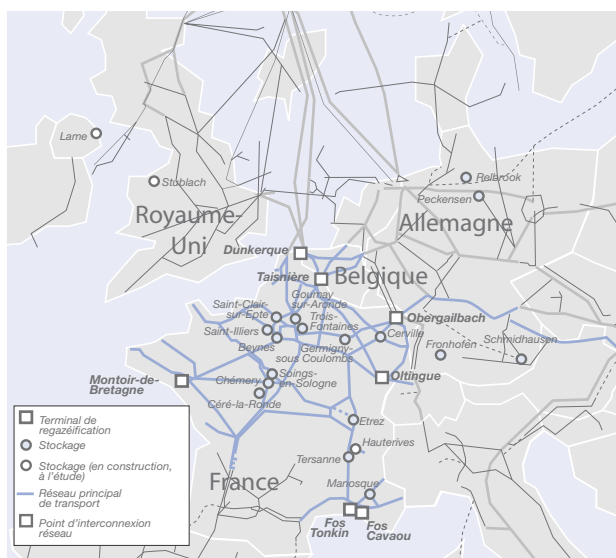 Lame
Stublach
Relbrook
Peckensen
Royaume-
Uni
Allemagne
Dunkerque
Taisnière
Belgique
Gournay
sur-Aronde
Saint-Clair
sur-Epte
Trois-
Fontaines
Obergailbach
Saint-Illiers
Cerville
Beynes
Germigny-
sous Coulombs
Fronhofen
Schmidhausen
Soings-
en-Sologne
Oltingue
Montoir-de-
Bretagne
Chémery
Céré-la-Ronde
Etrez
Hauterives
Tersanne
France
Manosque
Fos
Tonkin
Fos
Cavaou
Terminal de
regazéification
Stockage
Stockage (en construction,
à l'étude)
Réseau principal
de transport
Point d'interconnexion
réseau